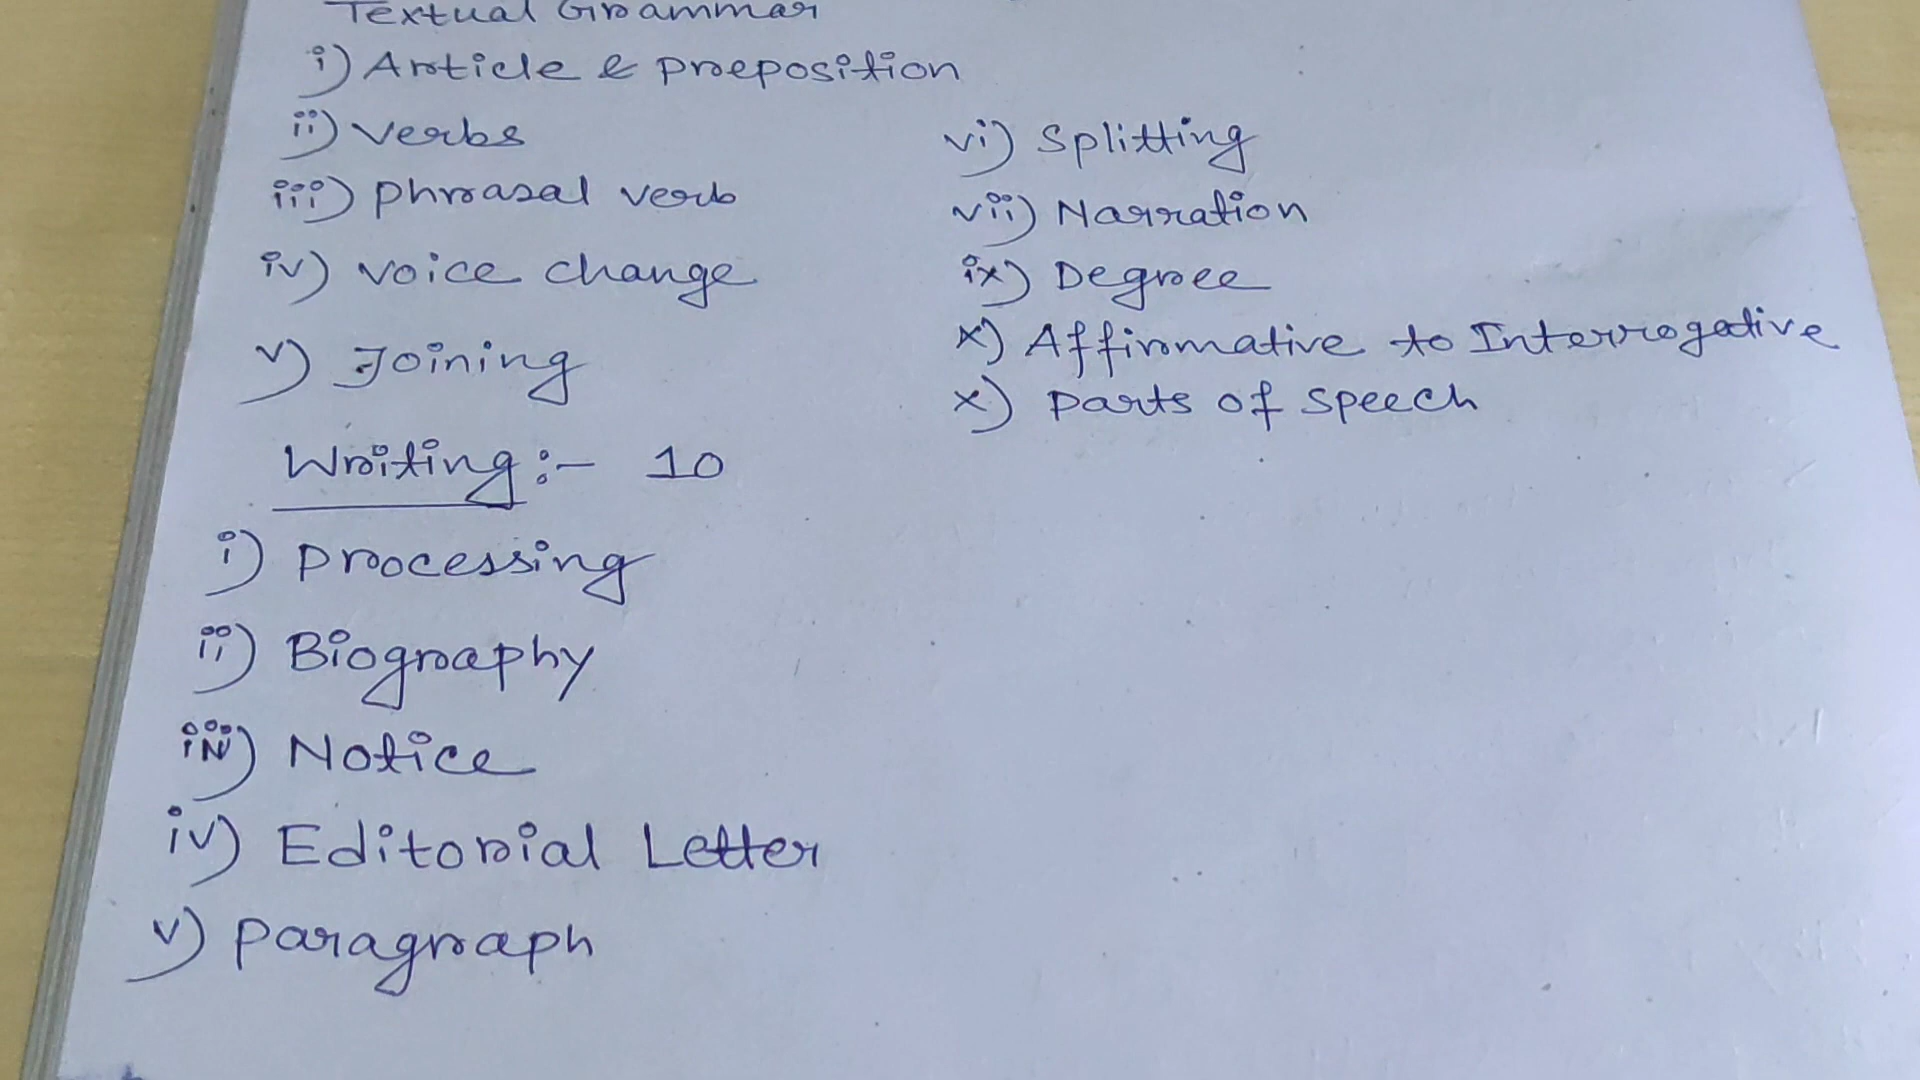 Textual Grammar
i) Article & preposition
ii) verbs
iii) phrasal verb
iv) voice change
v) Joining
vi) Splitting
vii) Narration
ix) Degree
x) Affirmative to Interrogative
x) parts of speech
Writing:- 10
i) processing
ii) Biography
iii) Notice
iv) Editorial Letter
v) paragraph